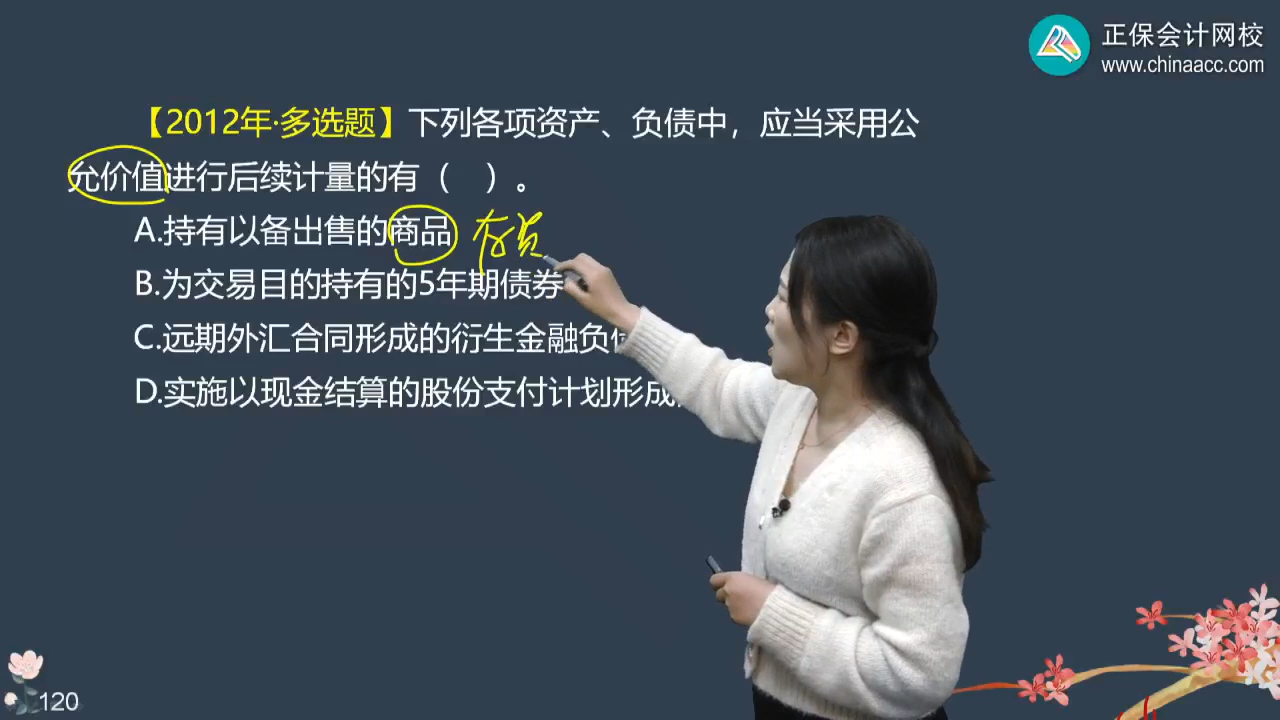 正保会计网校
www.chinaacc.com
【2012年·多选题】下列各项资产、负债中，应当采用公
允价值进行后续计量的有（ ）。
A.持有以备出售的商品 存货
B.为交易目的持有的5年期债券
C.远期外汇合同形成的衍生金融负
D.实施以现金结算的股份支付计划形成
120